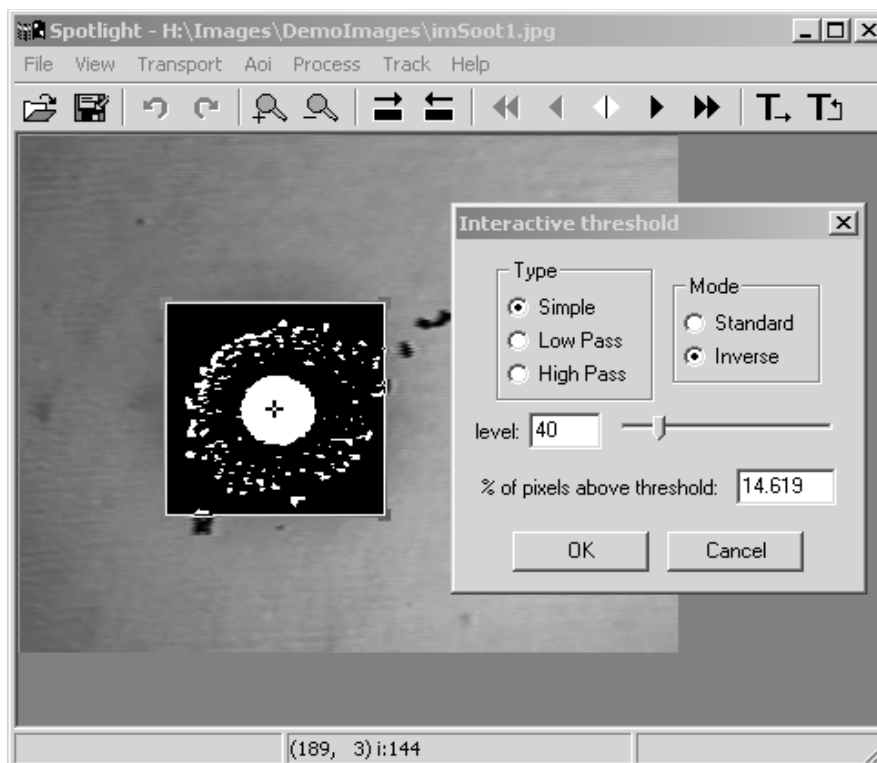 Spotlight - H:\Images\DemoImages\imSoot1.jpg
File View Transport Aoi Process Track Help
Interactive threshold
Type
Simple
Low Pass
High Pass
Mode
Standard
Inverse
level: 40
% of pixels above threshold: 14.619
OK Cancel
(189, 3) i:144